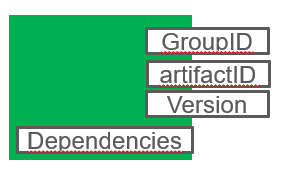 GroupID
artifactID
Version
Dependencies